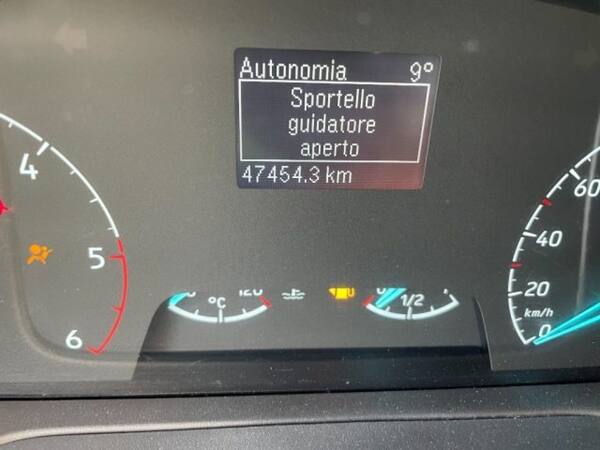 Autonomia 9°
Sportello
guidatore
aperto
47454.3 km
4
5
6
120
°C
1/2
60
40
20
km/h
0